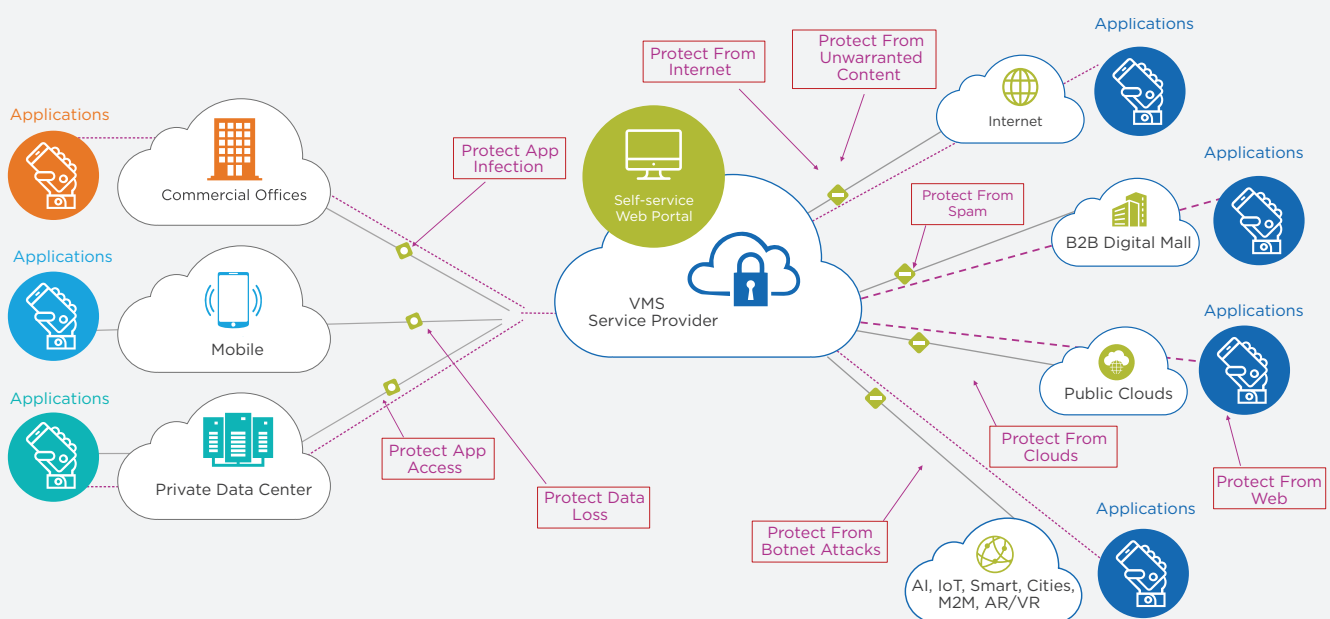 Applications
Commercial Offices
Applications
Mobile
Applications
Private Data Center
Protect App
Infection
Protect App
Access
Protect Data
Loss
Self-service
Web Portal
VMS
Service Provider
Protect From
Internet
Protect From
Unwarranted
Content
Internet
Applications
Protect From
Spam
B2B Digital Mall
Applications
Public Clouds
Applications
Protect From
Clouds
Protect From
Web
Protect From
Botnet Attacks
AI, IoT, Smart, Cities,
M2M, AR/VR
Applications